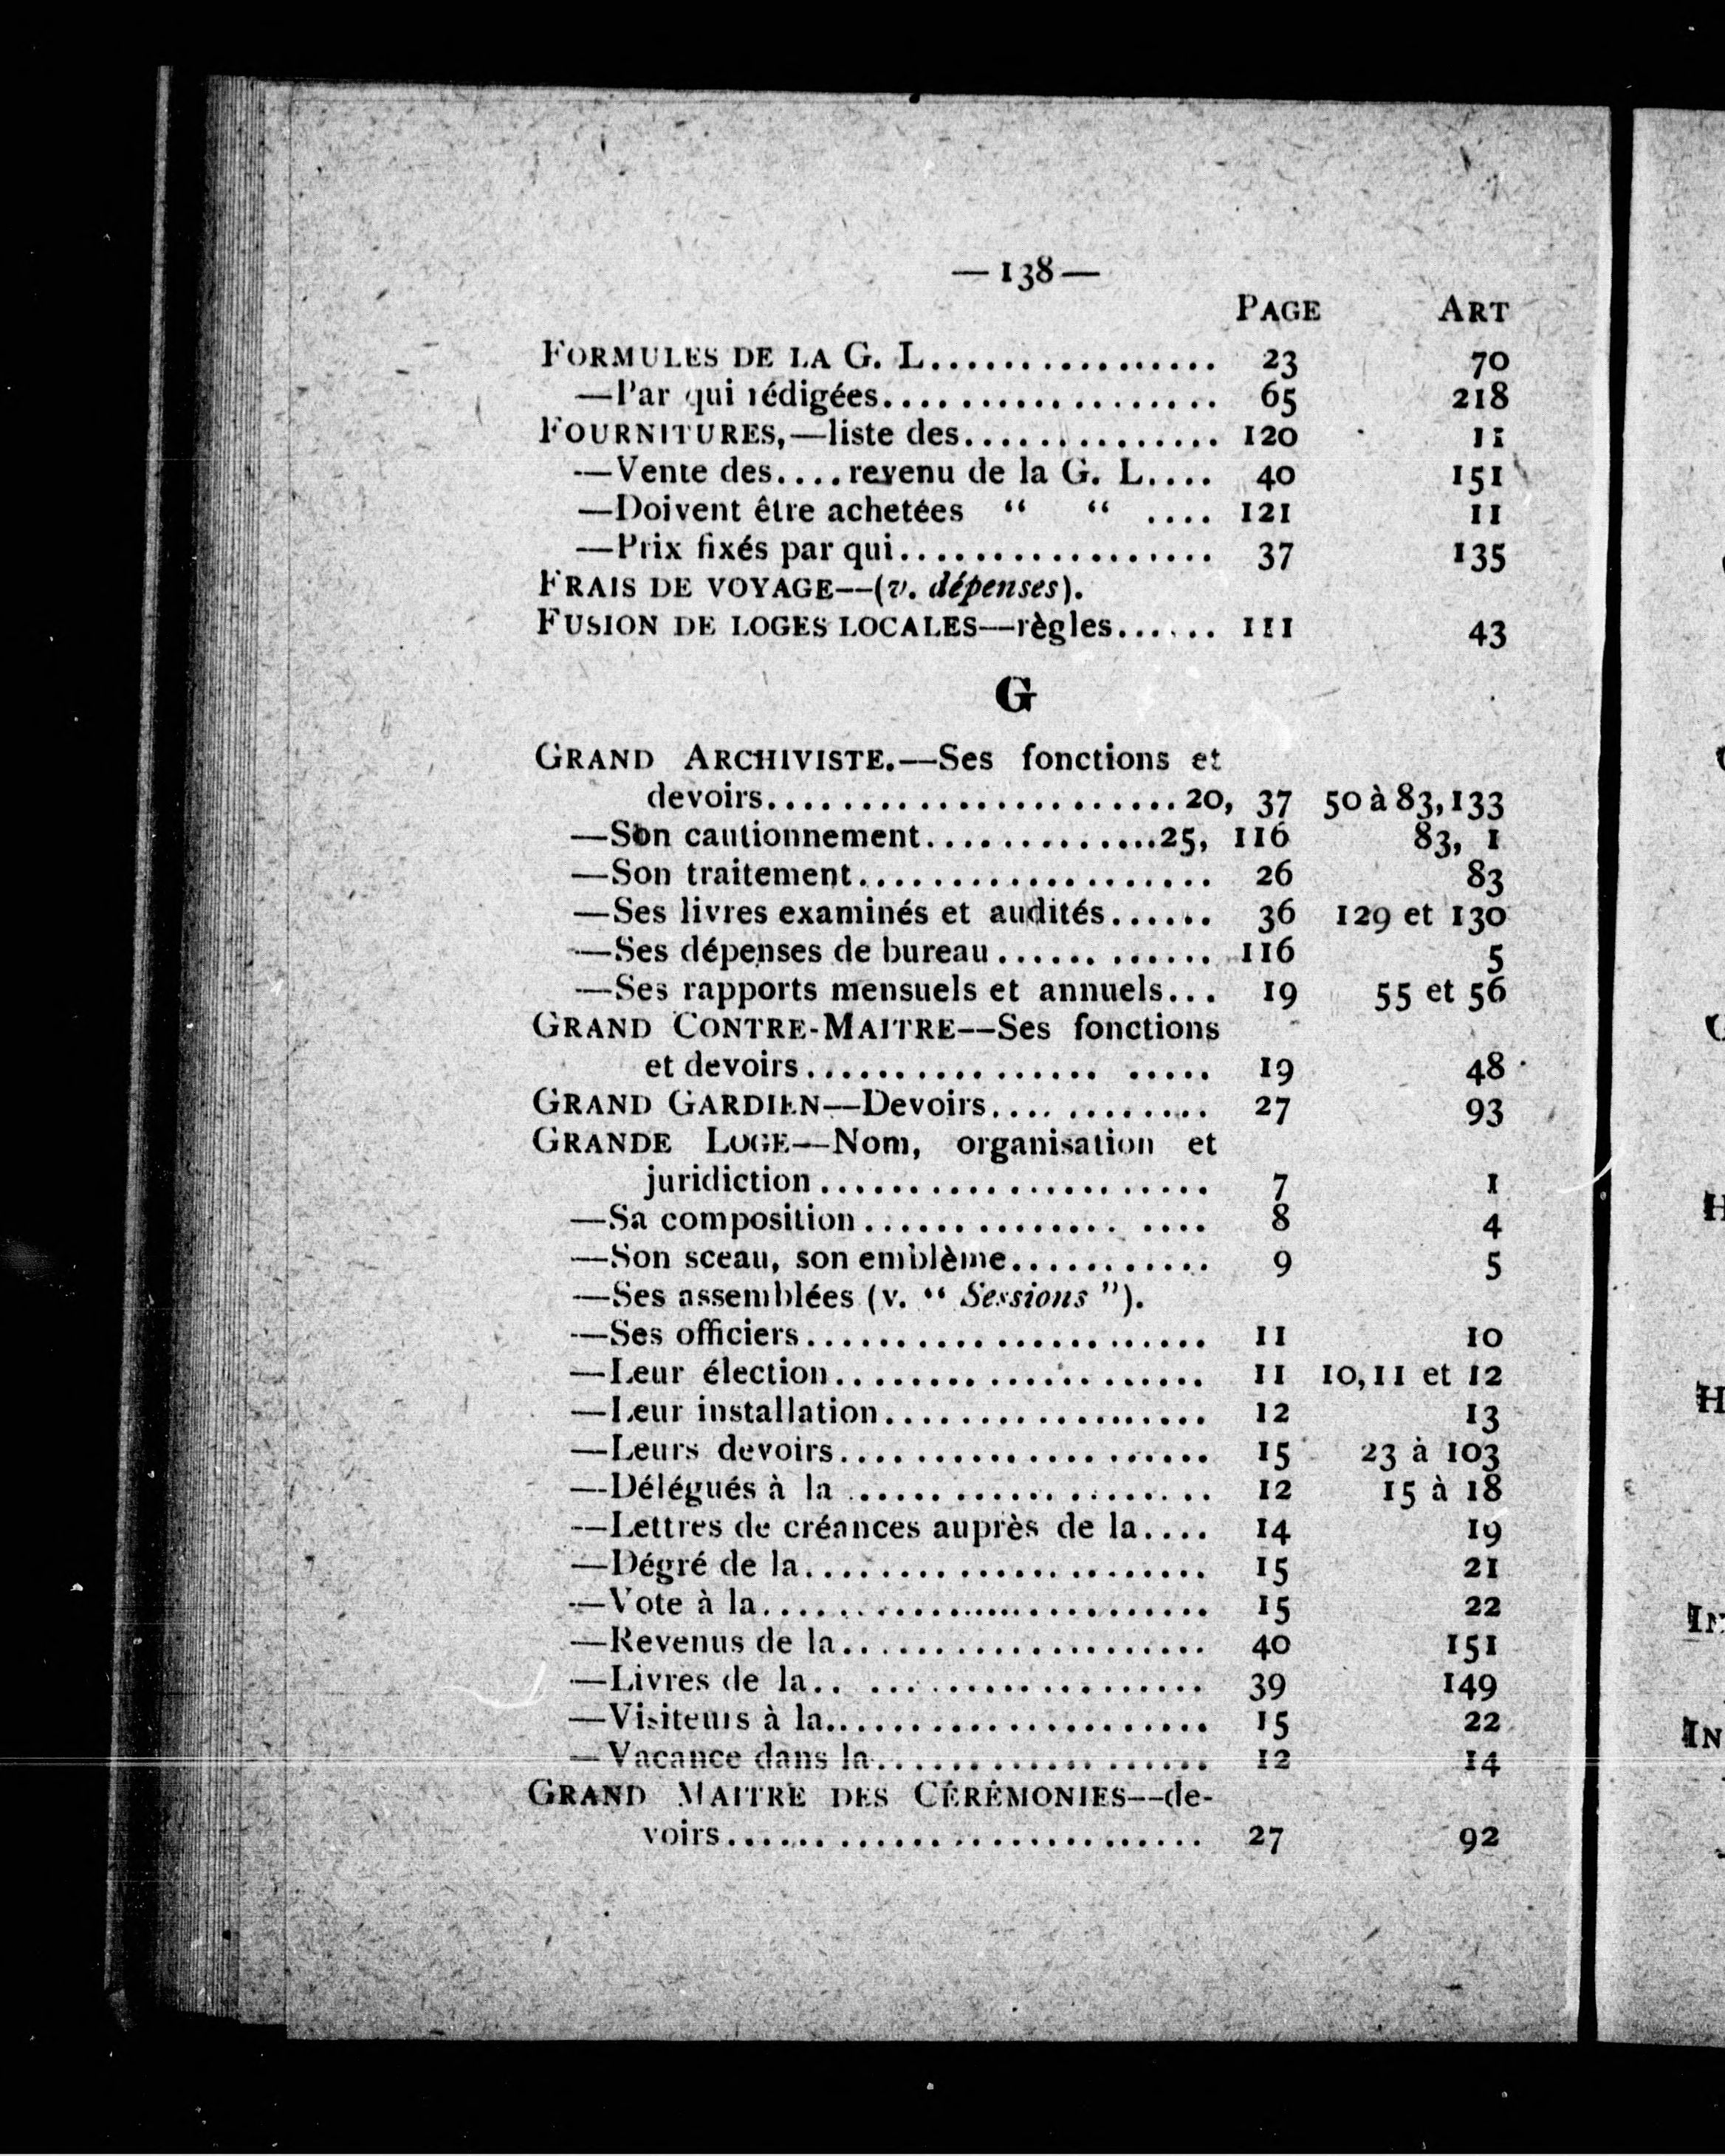 — 138 —
PAGE ART
FORMULES DE LA G. L................ 23 70
—Par qui rédigées................... 65 218
FOURNITURES,—liste des.............. 120 11
—Vente des....revenu de la G. L.... 40 151
—Doivent être achetées “ “ .... 121 11
—Prix fixés par qui................. 37 135
FRAIS DE VOYAGE—(v. dépenses).
FUSION DE LOGES LOCALES—règles...... 111 43
G
GRAND ARCHIVISTE.—Ses fonctions et
devoirs.......................20, 37 50 à 83,133
—Son cautionnement.............25, 116 83, 1
—Son traitement.................... 26 83
—Ses livres examinés et audités...... 36 129 et 130
—Ses dépenses de bureau............ 116 5
—Ses rapports mensuels et annuels... 19 55 et 56
GRAND CONTRE-MAITRE—Ses fonctions
et devoirs...................... 19 48
GRAND GARDIEN—Devoirs............ 27 93
GRANDE LOGE—Nom, organisation et
juridiction...................... 7 1
—Sa composition.................. 8 4
—Son sceau, son emblème........... 9 5
—Ses assemblées (v. “ Sessions ”).
—Ses officiers...................... 11 10
—Leur élection.................... 11 10,11 et 12
—Leur installation.................. 12 13
—Leurs devoirs.................... 15 23 à 103
—Délégués à la .................... 12 15 à 18
—Lettres de créances auprès de la.... 14 19
—Dégré de la...................... 15 21
—Vote à la......................... 15 22
—Revenus de la.................... 40 151
—Livres de la..................... 39 149
—Visiteurs à la..................... 15 22
—Vacance dans la.................. 12 14
GRAND MAITRE DES CÉRÉMONIES—de-
voirs........................... 27 92